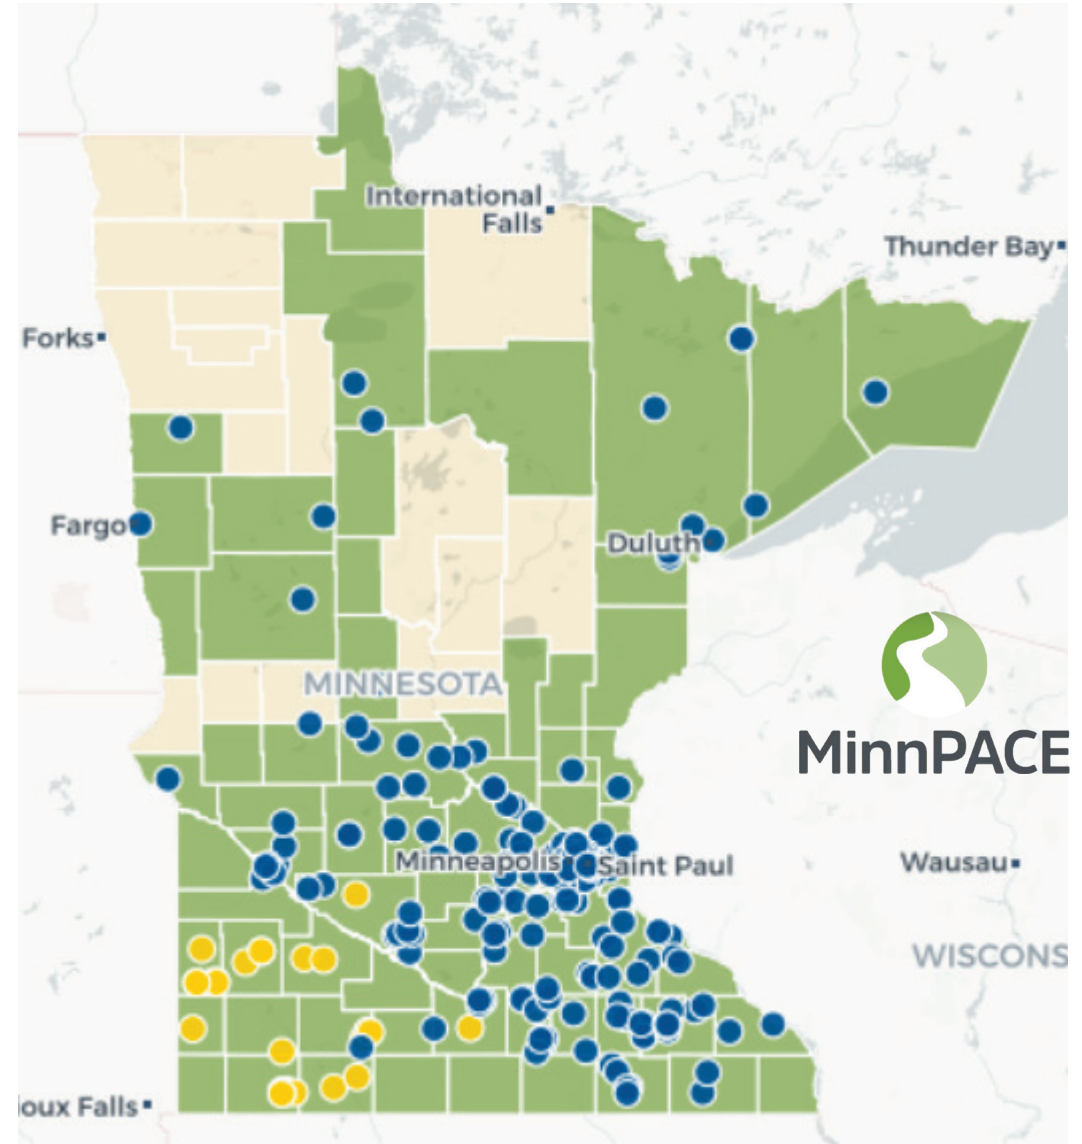 International
Falls
Thunder Bay
Forks
Fargo
Duluth
MINNESOTA
MinnPACE
Minneapolis
Saint Paul
Wausau
WISCONS
ioux Falls